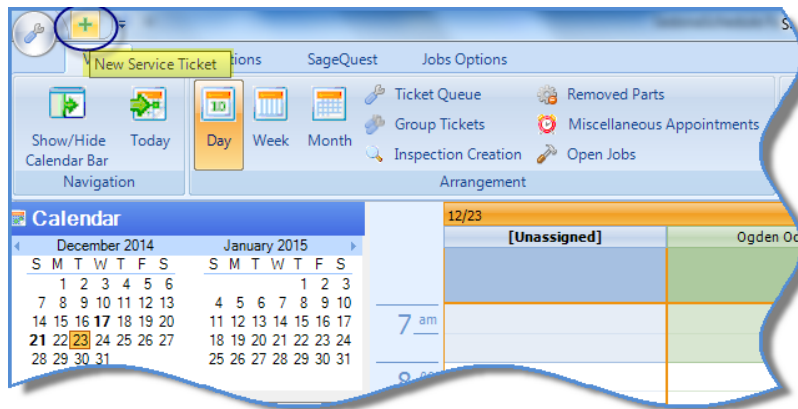 New Service Ticket
SageQuest Jobs Options
Show/Hide
Calendar Bar
Today
Navigation
Day Week Month
Ticket Queue
Group Tickets
Inspection Creation
Removed Parts
Miscellaneous Appointments
Open Jobs
Arrangement
Calendar
December 2014
S M T W T F S
1 2 3 4 5 6
7 8 9 10 11 12 13
14 15 16 17 18 19 20
21 22 23 24 25 26 27
28 29 30 31
January 2015
S M T W T F S
1 2 3
4 5 6 7 8 9 10
11 12 13 14 15 16 17
18 19 20 21 22 23 24
25 26 27 28 29 30 31
12/23
[Unassigned]
Ogden
7 am